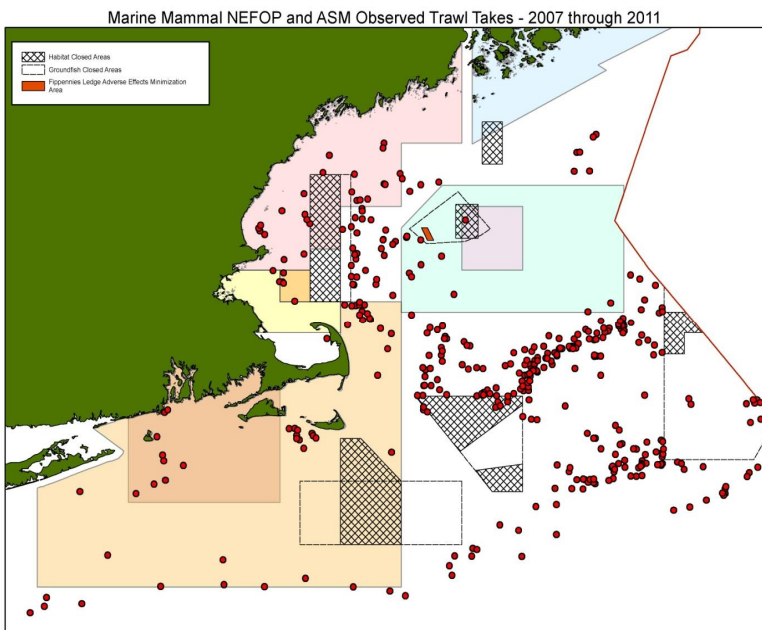 Marine Mammal NEFOP and ASM Observed Trawl Takes - 2007 through 2011
Habitat Closed Areas
Groundfish Closed Areas
Fippennies Ledge Adverse Effects Minimization
Area